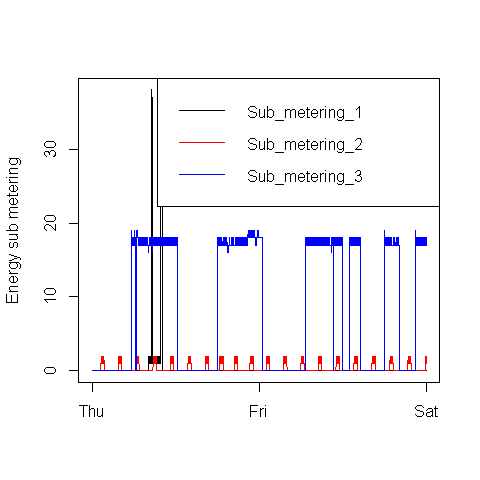 Sub_metering_1
Sub_metering_2
Sub_metering_3
Energy sub metering
30
20
10
0
Thu Fri Sat